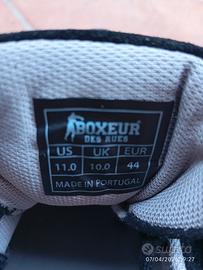 BOXEUR
DES RUES
US UK EUR
11.0 10.0 44
MADE IN PORTUGAL
subito
07/04/2026 09:27